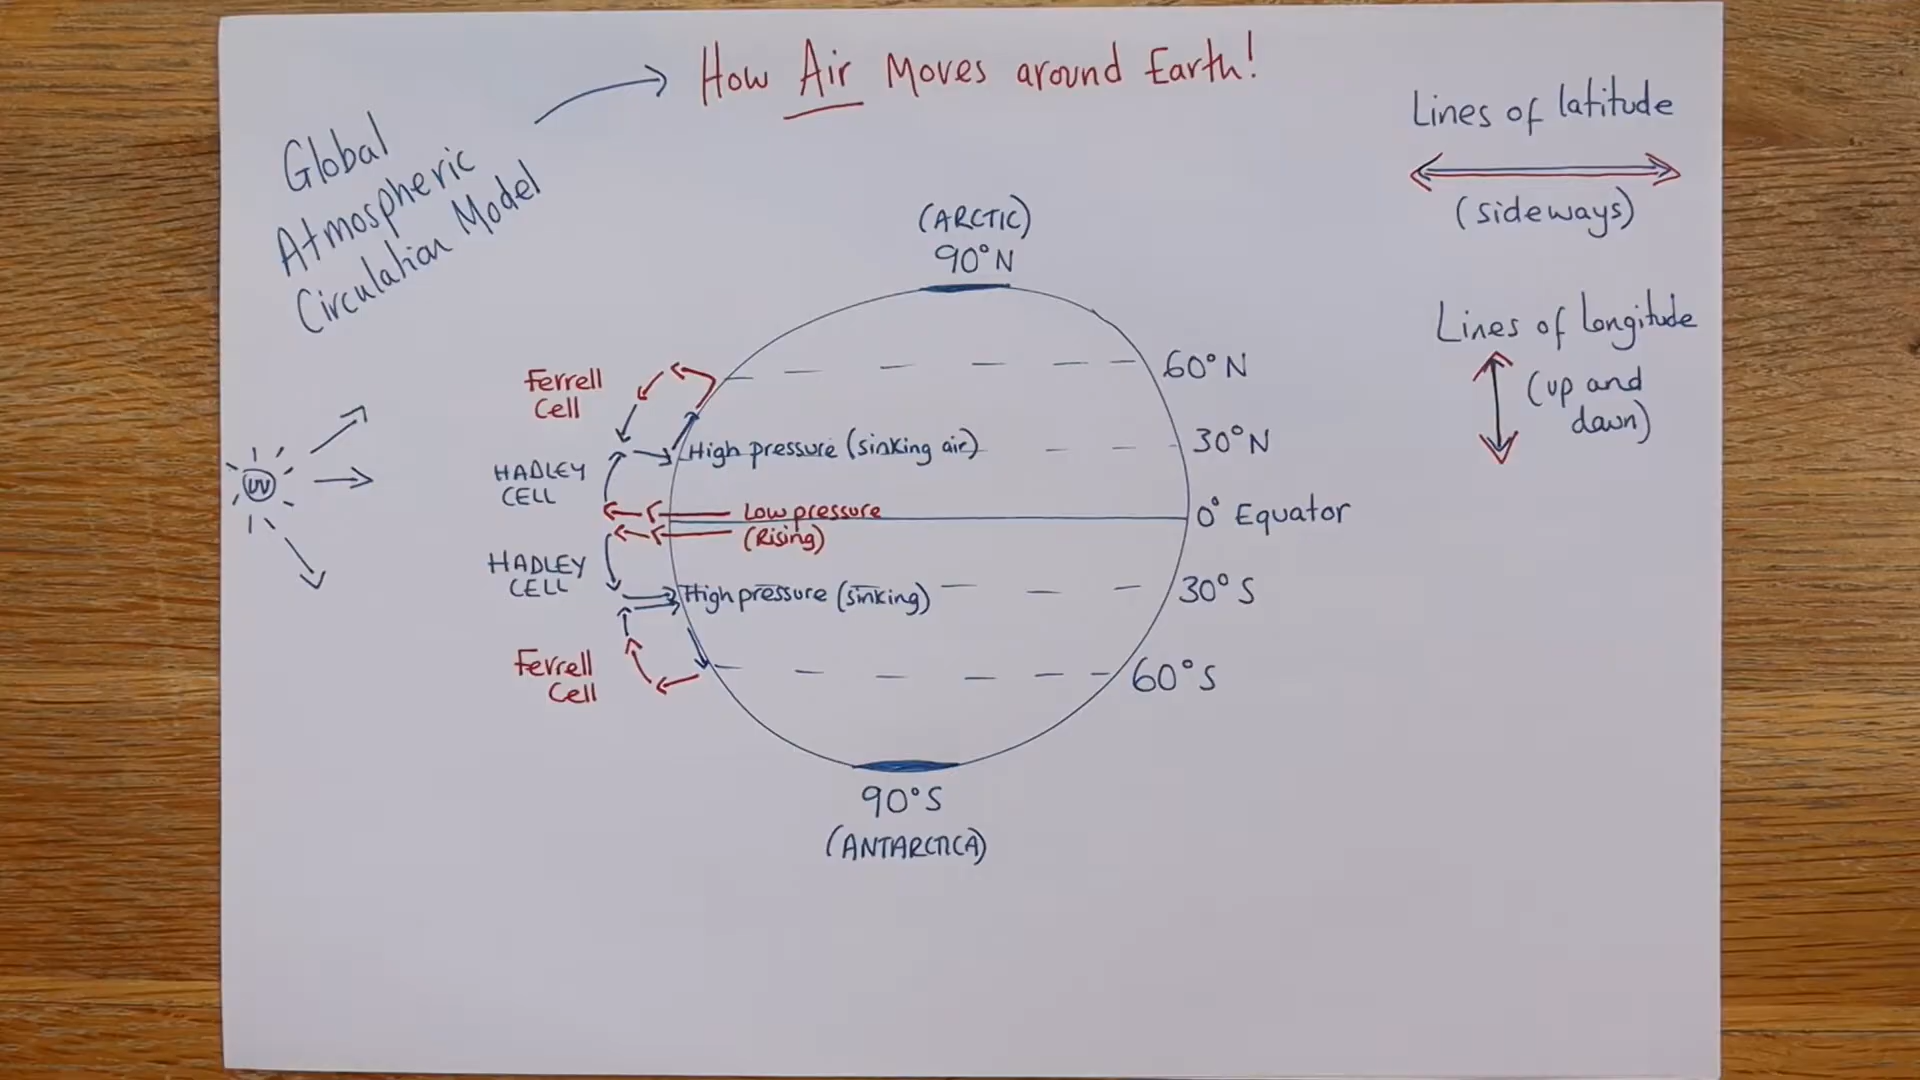 How Air Moves around Earth!
Global
Atmospheric
Circulation Model
Lines of latitude
(sideways)
Lines of longitude
(up and
down)
(ARCTIC)
90°N
60°N
Ferrell
Cell
High pressure (sinking air)
30°N
HADLEY
CELL
UV
Low pressure
(Rising)
0° Equator
HADLEY
CELL
High pressure (sinking)
30°S
Ferrell
Cell
60°S
90°S
(ANTARCTICA)